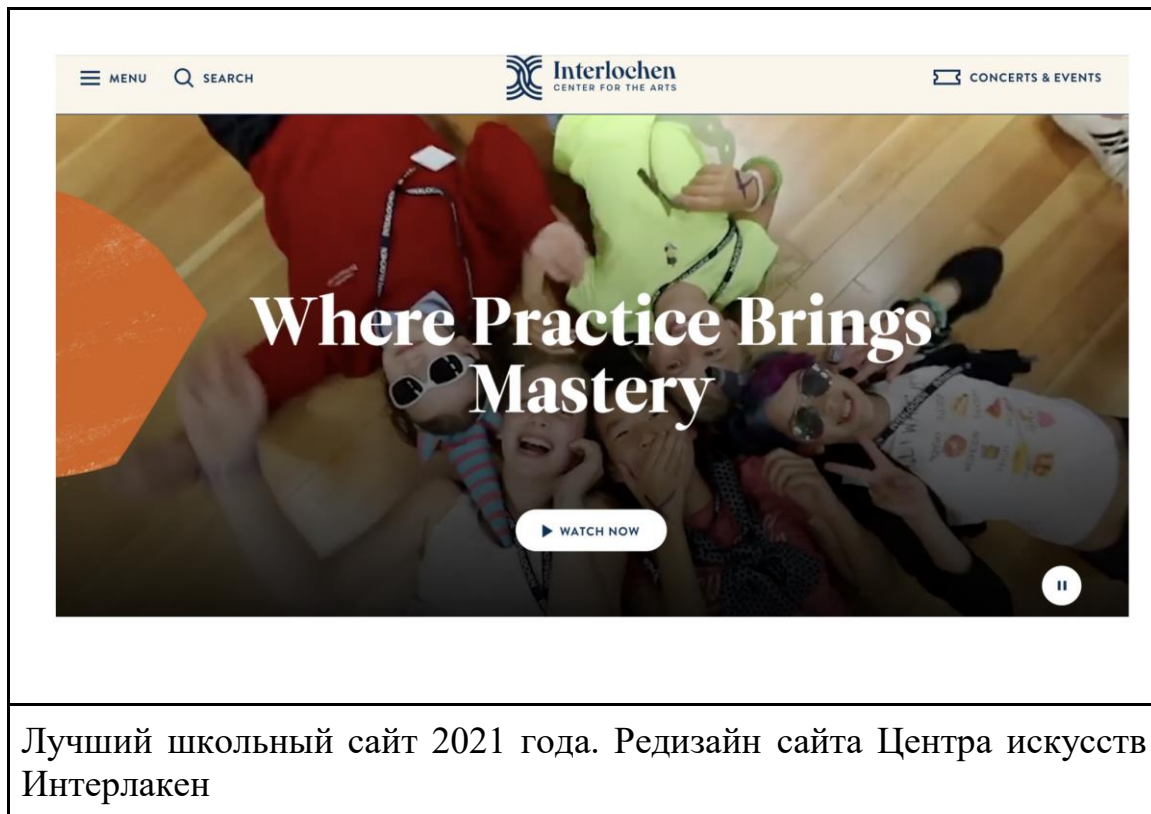 MENU SEARCH Interlochen CONCERTS & EVENTS
CENTER FOR THE ARTS
Where Practice Brings
Mastery
WATCH NOW
Лучший школьный сайт 2021 года. Редизайн сайта Центра искусств
Интерлакен